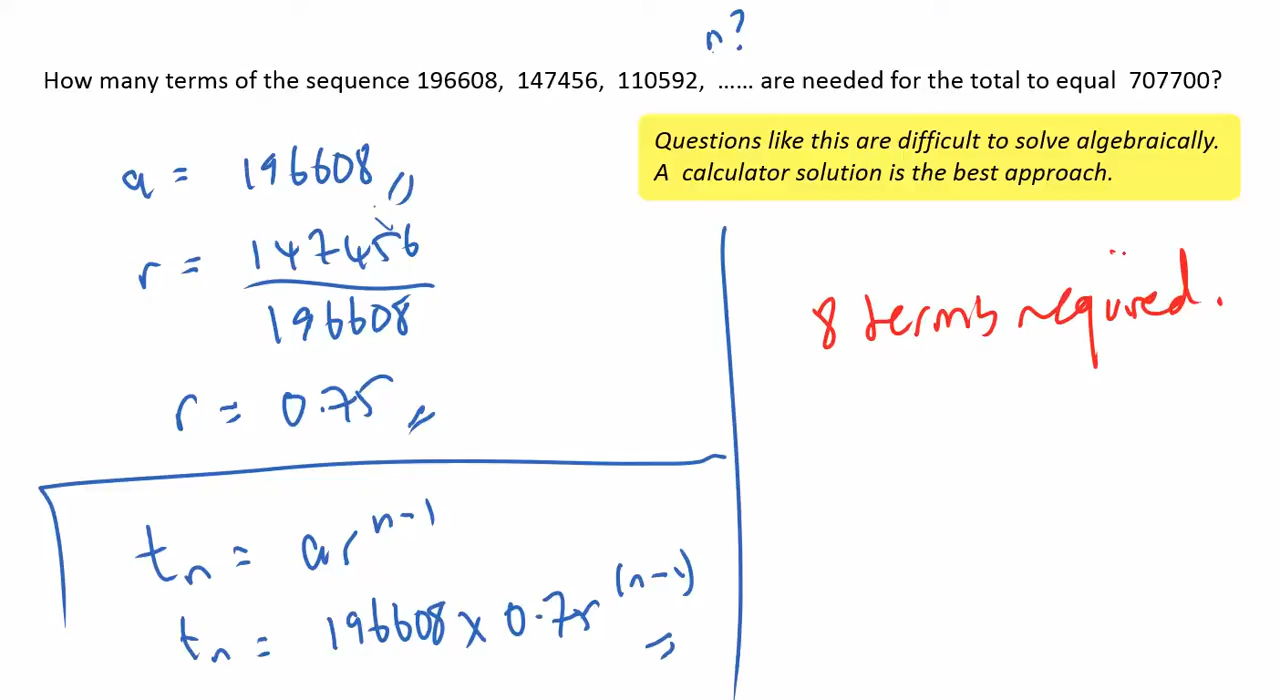 n?
How many terms of the sequence 196608, 147456, 110592, ...... are needed for the total to equal 707700?
Questions like this are difficult to solve algebraically.
A calculator solution is the best approach.
a = 196608
r = 147456
196608
r = 0.75
8 terms required.
tn = ar^n-1
tn = 196608 × 0.75^(n-1)